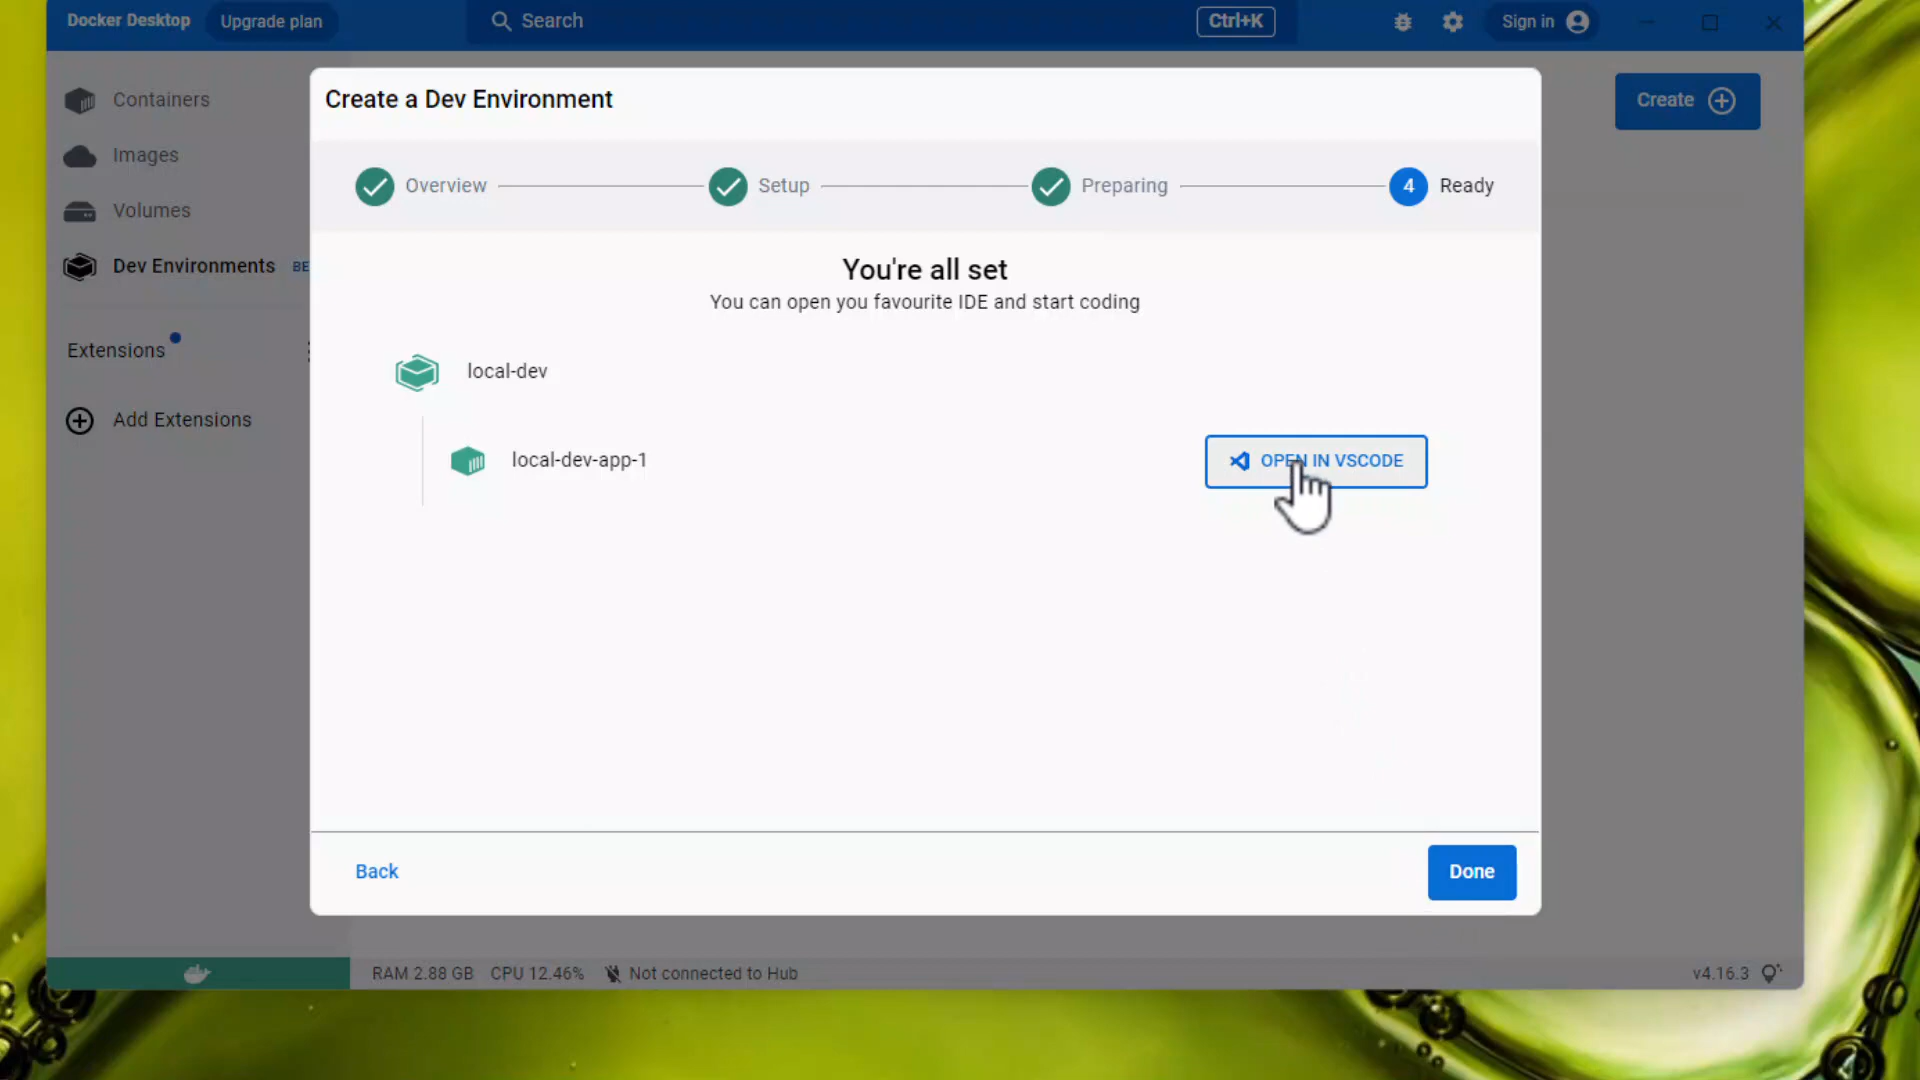 Docker Desktop
Upgrade plan
Search
Ctrl+K
Sign in
Containers
Images
Volumes
Dev Environments
BE
Extensions
Add Extensions
Create
Create a Dev Environment
Overview
Setup
Preparing
4
Ready
You're all set
You can open you favourite IDE and start coding
local-dev
local-dev-app-1
OPEN IN VSCODE
Back
Done
RAM 2.88 GB CPU 12.46% Not connected to Hub
v4.16.3